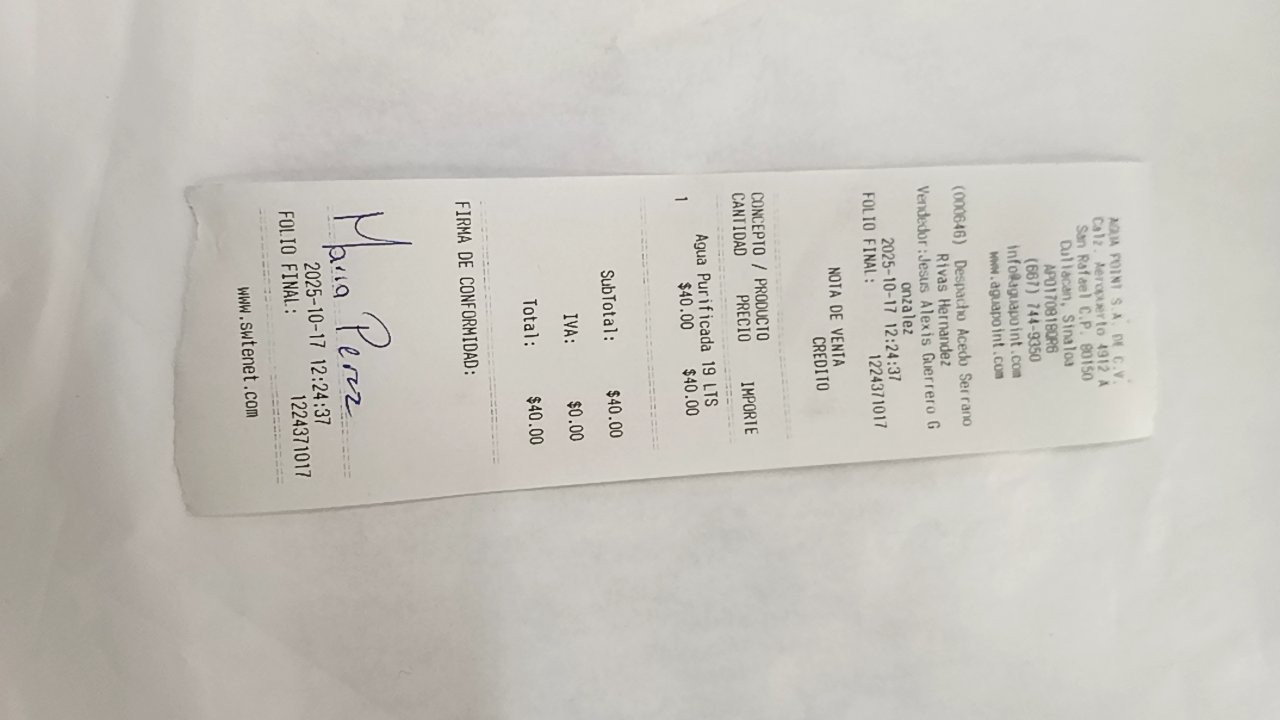 AGUA POINT S.A. DE C.V.
Calz. Aeropuerto 4912 A
San Rafael C.P. 80150
Culiacan, Sinaloa
(667) 744-9350
info@aguapoint.com
www.aguapoint.com
(000646) Despacho Acedo Serrano
Rivas Hernandez
Vendedor:Jesus Alexis Guerrero G
onzalez
2025-10-17 12:24:37
FOLIO FINAL: 1224371017
NOTA DE VENTA
CREDITO
CONCEPTO / PRODUCTO
CANTIDAD PRECIO IMPORTE
Agua Purificada 19 LTS
1 $40.00 $40.00
SubTotal: $40.00
IVA: $0.00
Total: $40.00
FIRMA DE CONFORMIDAD:
Maria Perez
2025-10-17 12:24:37
FOLIO FINAL: 1224371017
www.swtenet.com